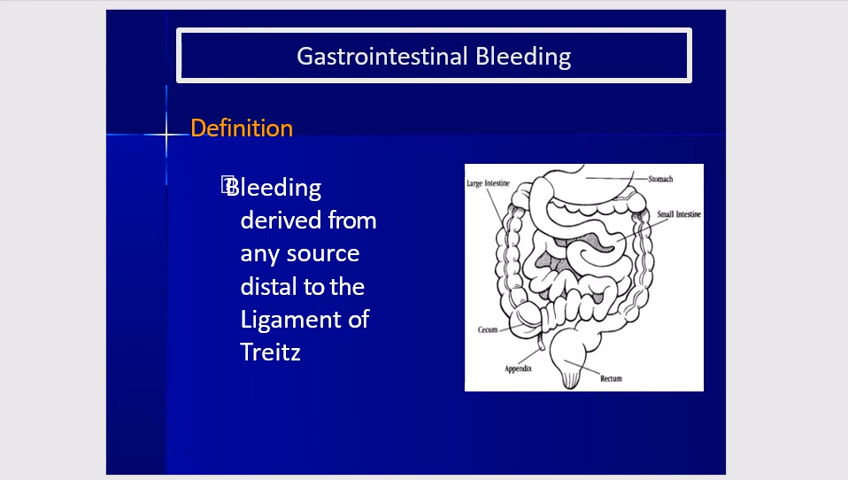 Gastrointestinal Bleeding
Definition
Bleeding
derived from
any source
distal to the
Ligament of
Treitz
Large Intestine
Stomach
Small Intestine
Cecum
Appendix
Rectum